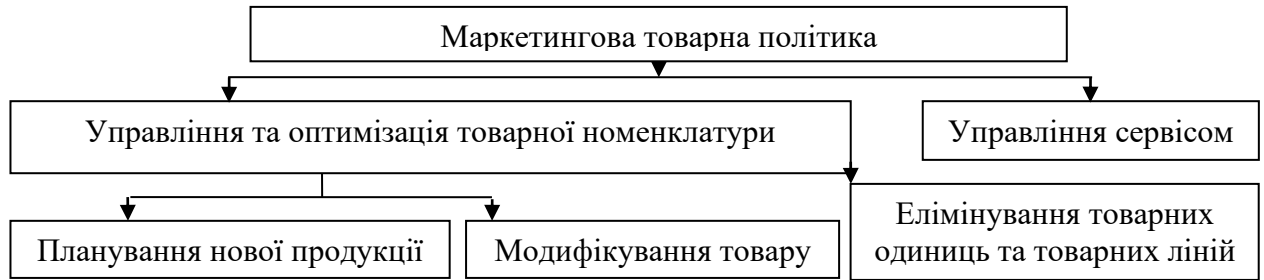 Маркетингова товарна політика
Управління та оптимізація товарної номенклатури
Управління сервісом
Планування нової продукції
Модифікування товару
Елімінування товарних
одиниць та товарних ліній